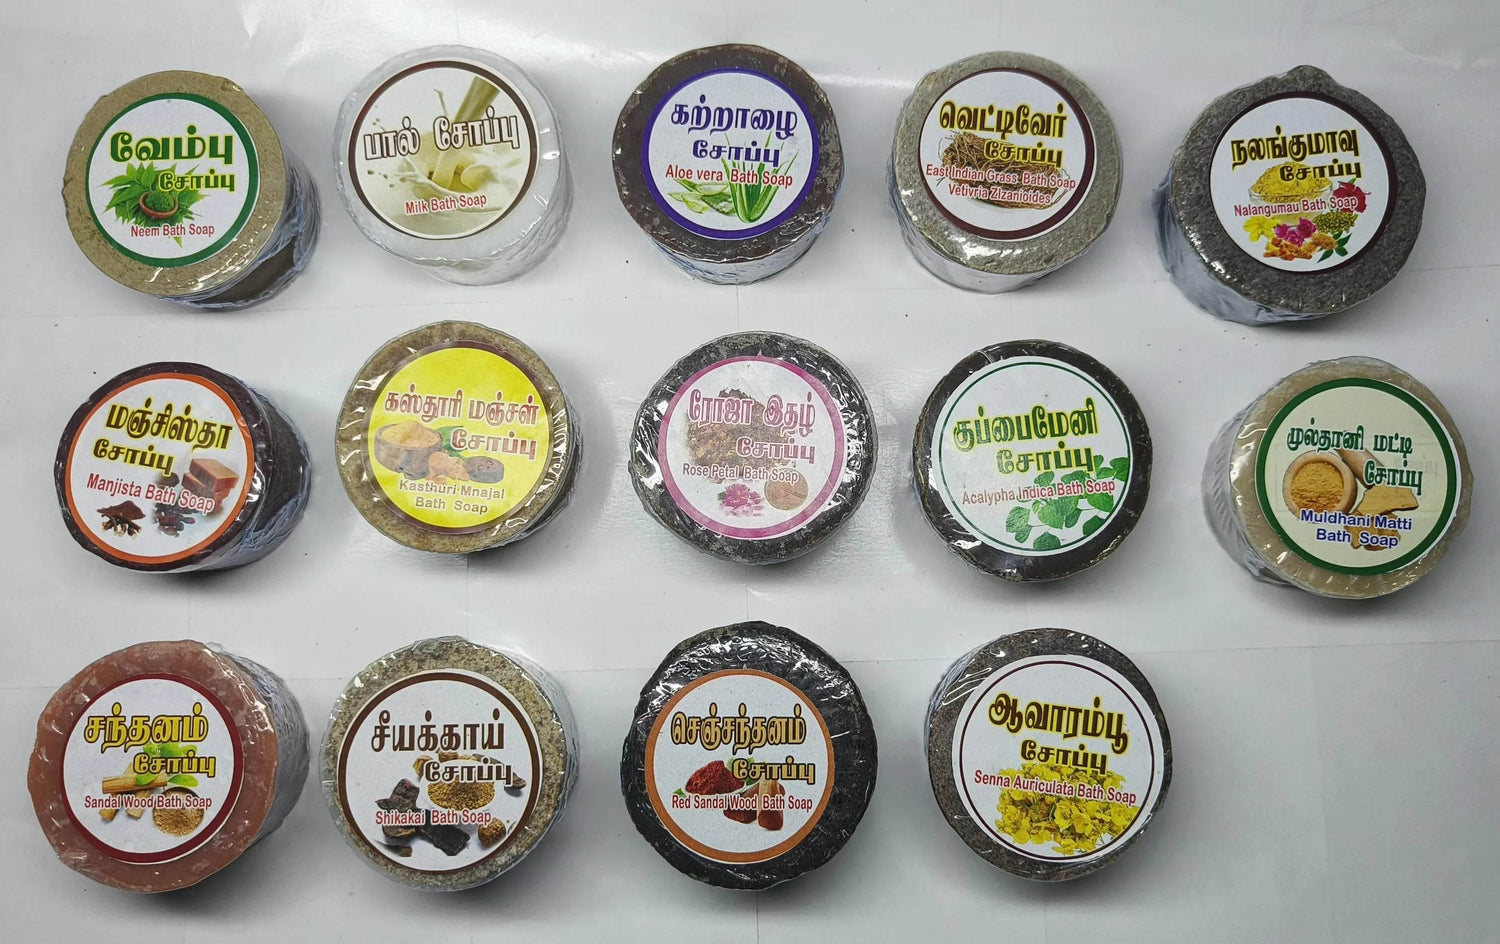 வேம்பு
சோப்பு
Neem Bath Soap
பால் சோப்பு
Milk Bath Soap
கற்றாழை
சோப்பு
Aloe vera Bath Soap
வெட்டிவேர்
சோப்பு
East Indian Grass Bath Soap
Vetivria Zlzanioides
நலங்குமாவு
சோப்பு
Nalangumau Bath Soap
மஞ்சிஸ்தா
சோப்பு
Manjista Bath Soap
கஸ்தூரி மஞ்சள்
சோப்பு
Kasthuri Mnajal
Bath Soap
ரோஜா இதழ்
சோப்பு
Rose Petal Bath Soap
குப்பைமேனி
சோப்பு
Acalypha Indica Bath Soap
முல்தானி மட்டி
சோப்பு
Muldhani Matti
Bath Soap
சந்தனம்
சோப்பு
Sandal Wood Bath Soap
சீயக்காய்
சோப்பு
Shikakai Bath Soap
செஞ்சந்தனம்
சோப்பு
Red Sandal Wood Bath Soap
ஆவாரம்பூ
சோப்பு
Senna Auriculata Bath Soap